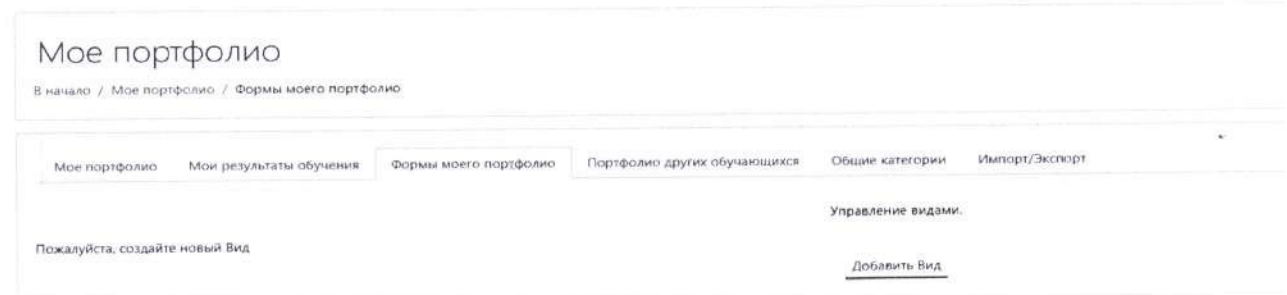 Мое портфолио
В начало / Мое портфолио / Формы моего портфолио
Мое портфолио Мои результаты обучения Формы моего портфолио Портфолио других обучающихся Общие категории Импорт/Экспорт
Управление видами.
Пожалуйста, создайте новый Вид
Добавить Вид